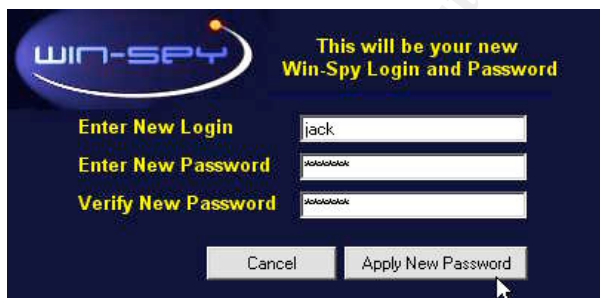 WIN-SPY
This will be your new
Win-Spy Login and Password
Enter New Login
jack
Enter New Password
*******
Verify New Password
*******
Cancel
Apply New Password